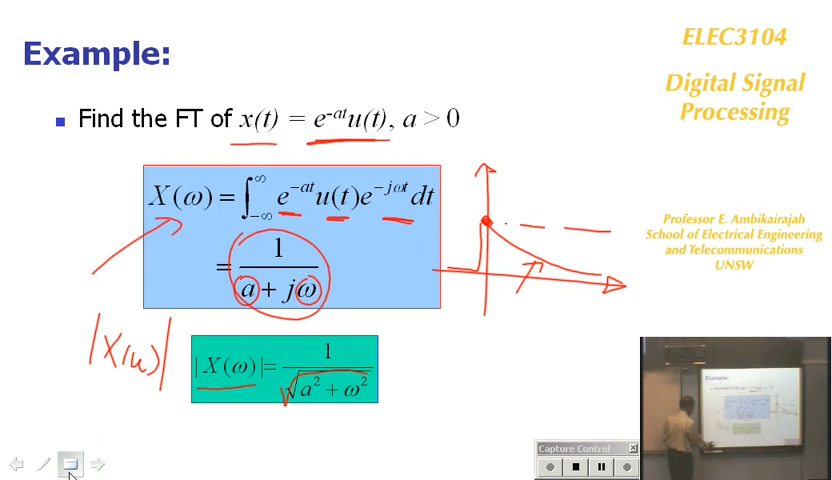 Example:
ELEC3104
Digital Signal
Processing
Find the FT of x(t) = e^{-at}u(t), a > 0
X(ω) = ∫_{-∞}^{∞} e^{-at}u(t)e^{-jωt}dt
= 1/(a + jω)
Professor E. Ambikairajah
School of Electrical Engineering
and Telecommunications
UNSW
|X(ω)|
|X(ω)|= 1/√(a² + ω²)
Capture Control